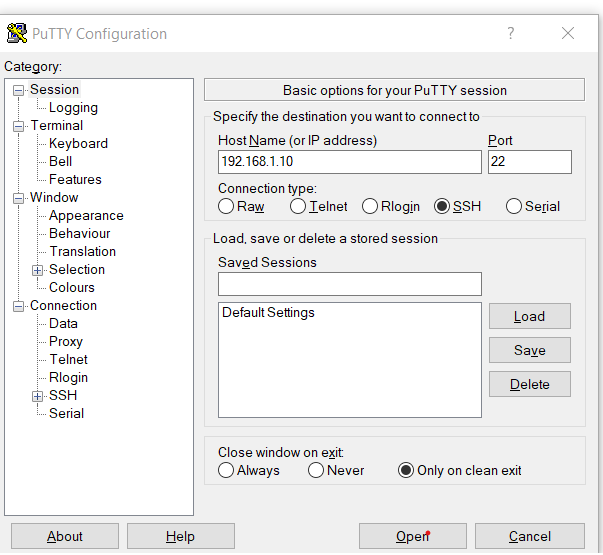 PuTTY Configuration
Category:
Session
Logging
Terminal
Keyboard
Bell
Features
Window
Appearance
Behaviour
Translation
Selection
Colours
Connection
Data
Proxy
Telnet
Rlogin
SSH
Serial
Basic options for your PuTTY session
Specify the destination you want to connect to
Host Name (or IP address) Port
192.168.1.10 22
Connection type:
Raw Telnet Rlogin SSH Serial
Load, save or delete a stored session
Saved Sessions
Default Settings
Load
Save
Delete
Close window on exit:
Always Never Only on clean exit
About Help Open Cancel